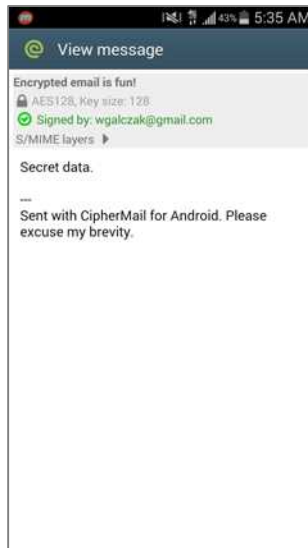 43% 5:35 AM
View message
Encrypted email is fun!
AES128, Key size: 128
Signed by: wgalczak@gmail.com
S/MIME layers
Secret data.
---
Sent with CipherMail for Android. Please
excuse my brevity.